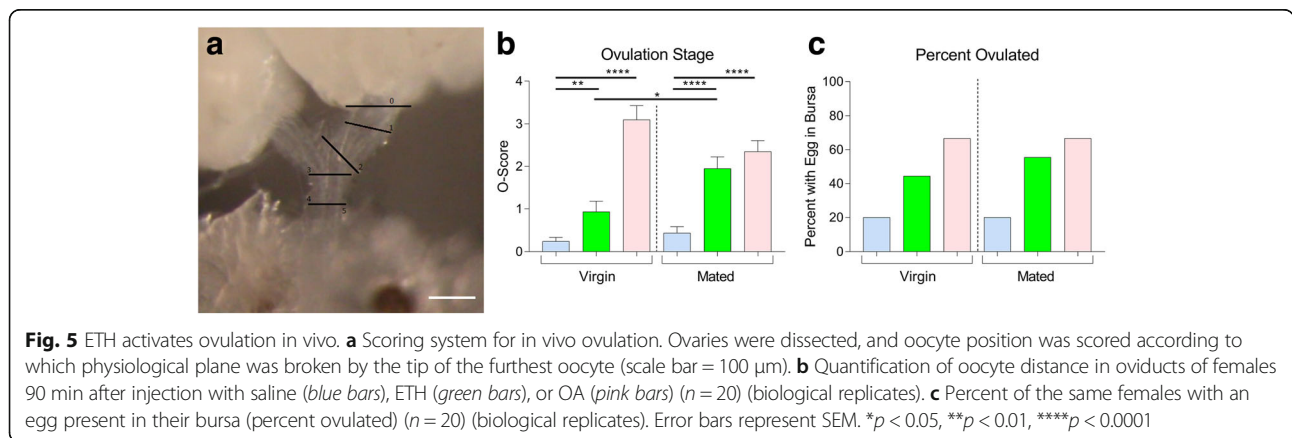 a
0
1
2
3
4
5
b
Ovulation Stage
****
****
**
****
*
O-Score
4
3
2
1
0
Virgin
Mated
c
Percent Ovulated
Percent with Egg in Bursa
100
80
60
40
20
0
Virgin
Mated
Fig. 5 ETH activates ovulation in vivo. a Scoring system for in vivo ovulation. Ovaries were dissected, and oocyte position was scored according to
which physiological plane was broken by the tip of the furthest oocyte (scale bar = 100 μm). b Quantification of oocyte distance in oviducts of females
90 min after injection with saline (blue bars), ETH (green bars), or OA (pink bars) (n = 20) (biological replicates). c Percent of the same females with an
egg present in their bursa (percent ovulated) (n = 20) (biological replicates). Error bars represent SEM. *p < 0.05, **p < 0.01, ****p < 0.0001